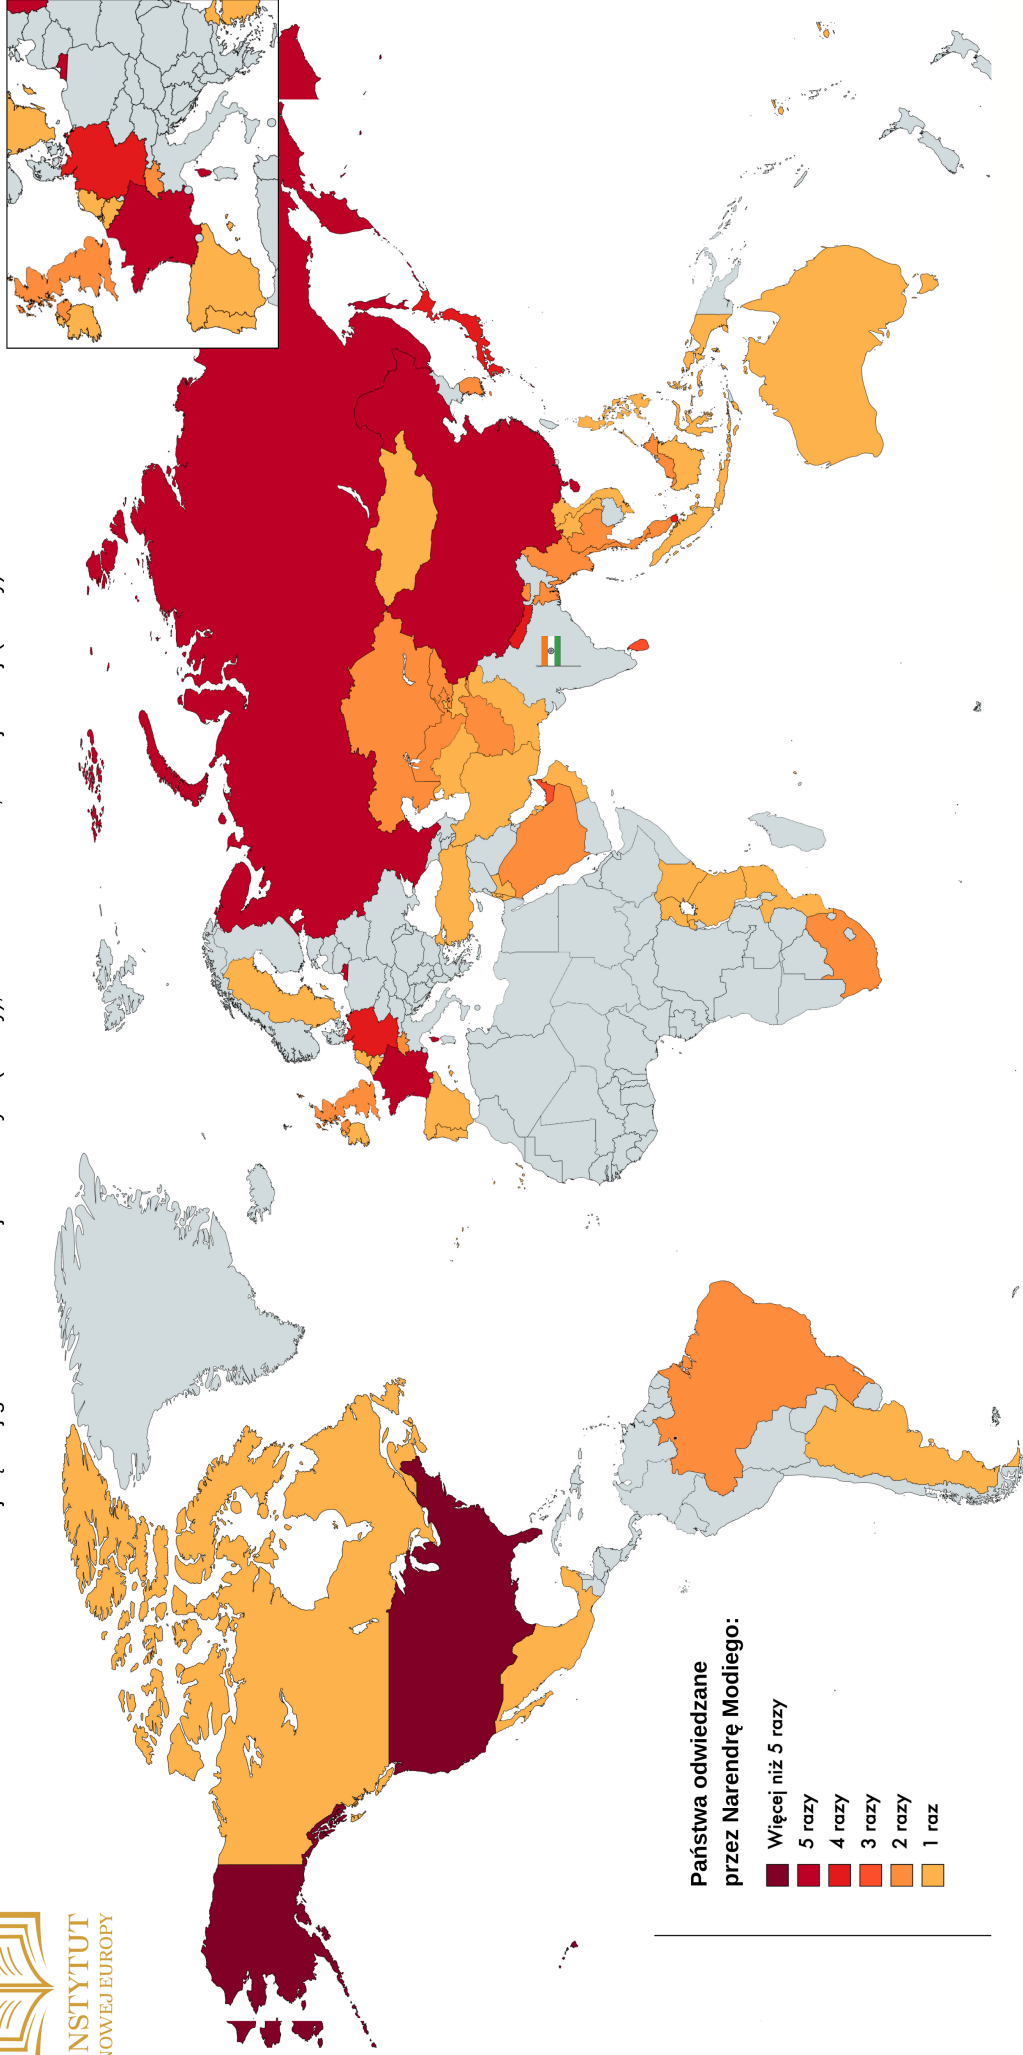 NSTYTUT
NOWEJ EUROPY
Państwa odwiedzane
przez Narendrę Modiego:
Więcej niż 5 razy
5 razy
4 razy
3 razy
2 razy
1 raz